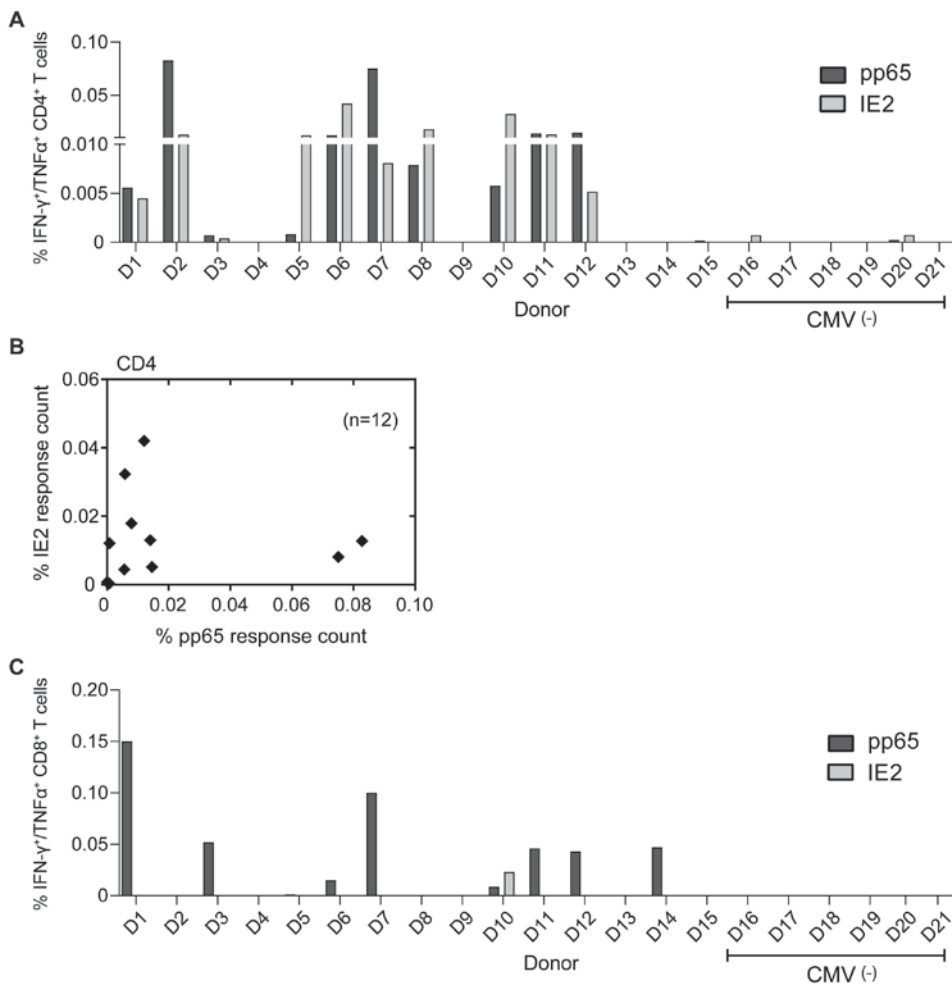 A
% IFN-γ⁺/TNFα⁺ CD4⁺ T cells
0.10
0.05
0.010
0.005
0
pp65
IE2
D1 D2 D3 D4 D5 D6 D7 D8 D9 D10 D11 D12 D13 D14 D15 D16 D17 D18 D19 D20 D21
Donor
CMV (-)
B
CD4
(n=12)
% IE2 response count
0.06
0.04
0.02
0
0 0.02 0.04 0.06 0.08 0.10
% pp65 response count
C
% IFN-γ⁺/TNFα⁺ CD8⁺ T cells
0.20
0.15
0.10
0.05
0
pp65
IE2
D1 D2 D3 D4 D5 D6 D7 D8 D9 D10 D11 D12 D13 D14 D15 D16 D17 D18 D19 D20 D21
Donor
CMV (-)